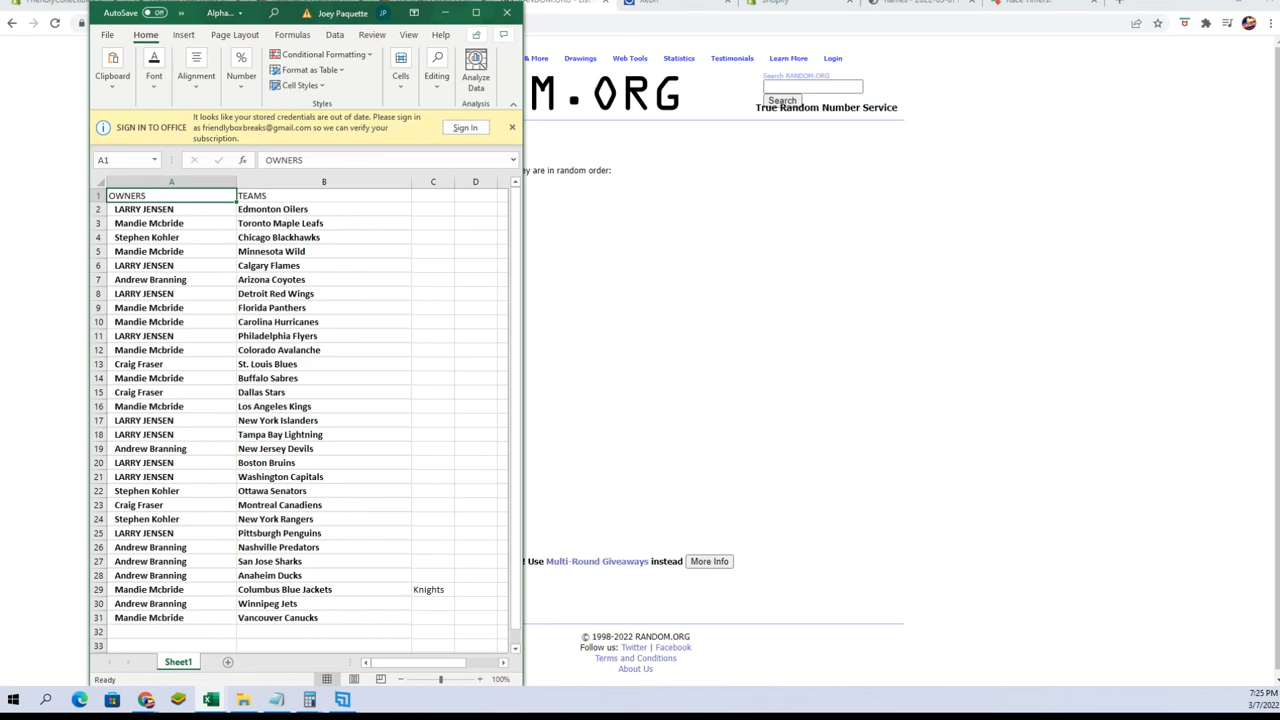 AutoSave Off Alpha... Joey Paquette JP
File Home Insert Page Layout Formulas Data Review View Help
Clipboard Font Alignment Number Conditional Formatting Format as Table Cell Styles Styles Cells Editing Analyze Data Analysis
SIGN IN TO OFFICE It looks like your stored credentials are out of date. Please sign in as friendlyboxbreaks@gmail.com so we can verify your subscription. Sign In
A1 fx OWNERS
A B C D
1 OWNERS TEAMS
2 LARRY JENSEN Edmonton Oilers
3 Mandie Mcbride Toronto Maple Leafs
4 Stephen Kohler Chicago Blackhawks
5 Mandie Mcbride Minnesota Wild
6 LARRY JENSEN Calgary Flames
7 Andrew Branning Arizona Coyotes
8 LARRY JENSEN Detroit Red Wings
9 Mandie Mcbride Florida Panthers
10 Mandie Mcbride Carolina Hurricanes
11 LARRY JENSEN Philadelphia Flyers
12 Mandie Mcbride Colorado Avalanche
13 Craig Fraser St. Louis Blues
14 Mandie Mcbride Buffalo Sabres
15 Craig Fraser Dallas Stars
16 Mandie Mcbride Los Angeles Kings
17 LARRY JENSEN New York Islanders
18 LARRY JENSEN Tampa Bay Lightning
19 Andrew Branning New Jersey Devils
20 LARRY JENSEN Boston Bruins
21 LARRY JENSEN Washington Capitals
22 Stephen Kohler Ottawa Senators
23 Craig Fraser Montreal Canadiens
24 Stephen Kohler New York Rangers
25 LARRY JENSEN Pittsburgh Penguins
26 Andrew Branning Nashville Predators
27 Andrew Branning San Jose Sharks
28 Andrew Branning Anaheim Ducks
29 Mandie Mcbride Columbus Blue Jackets Knights
30 Andrew Branning Winnipeg Jets
31 Mandie Mcbride Vancouver Canucks
32
33
Sheet1
Ready 100%
& More Drawings Web Tools Statistics Testimonials Learn More Login
Search RANDOM.ORG
Search
M.ORG
True Random Number Service
ey are in random order:
! Use Multi-Round Giveaways instead More Info
© 1998-2022 RANDOM.ORG
Follow us: Twitter | Facebook
Terms and Conditions
About Us
7:25 PM
3/7/2022